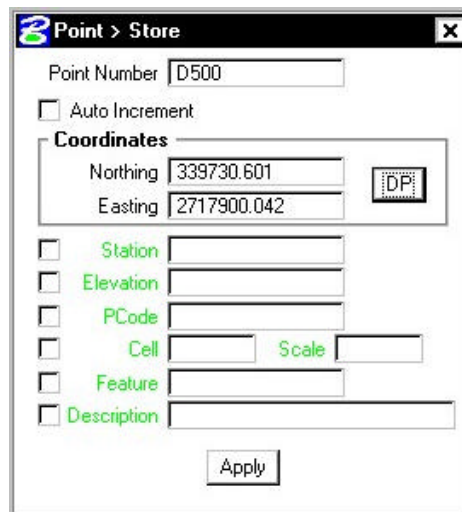 Point > Store
Point Number D500
Auto Increment
Coordinates
Northing 339730.601
DP
Easting 2717900.042
Station
Elevation
PCode
Cell Scale
Feature
Description
Apply